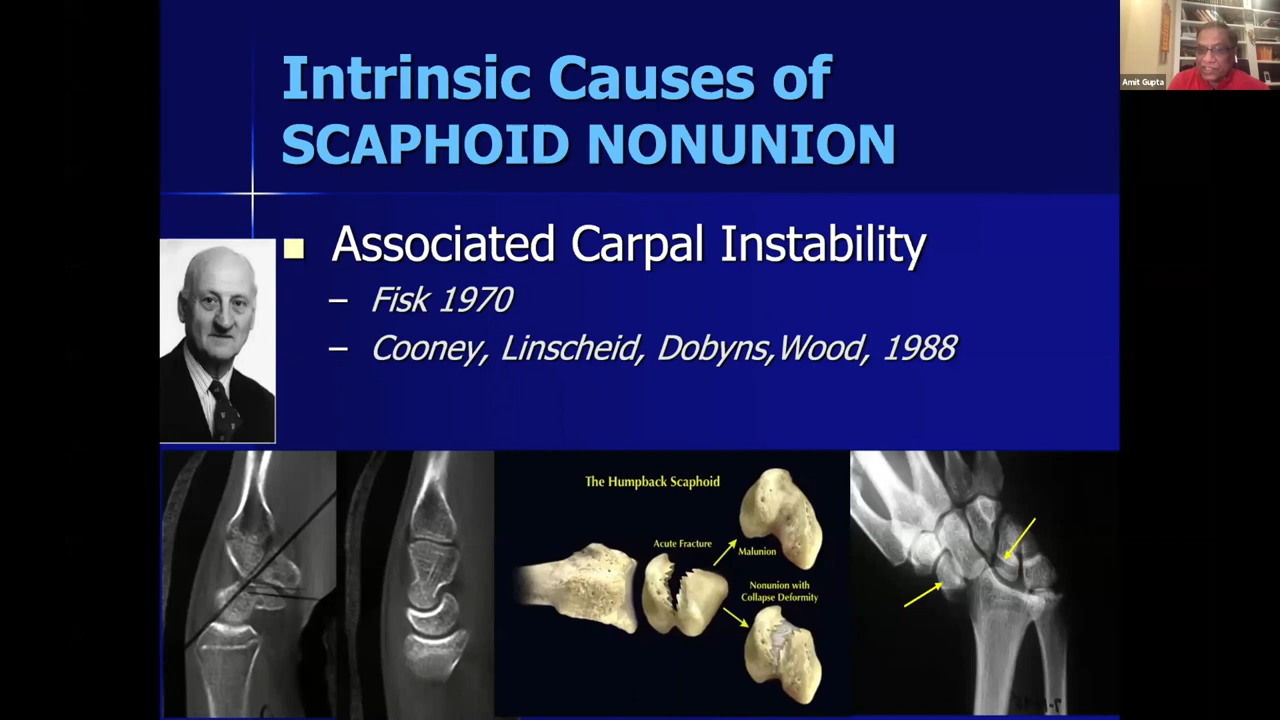 Intrinsic Causes of
SCAPHOID NONUNION
Amit Gupta
Associated Carpal Instability
– Fisk 1970
– Cooney, Linscheid, Dobyns,Wood, 1988
The Humpback Scaphoid
Acute Fracture
Malunion
Nonunion with
Collapse Deformity